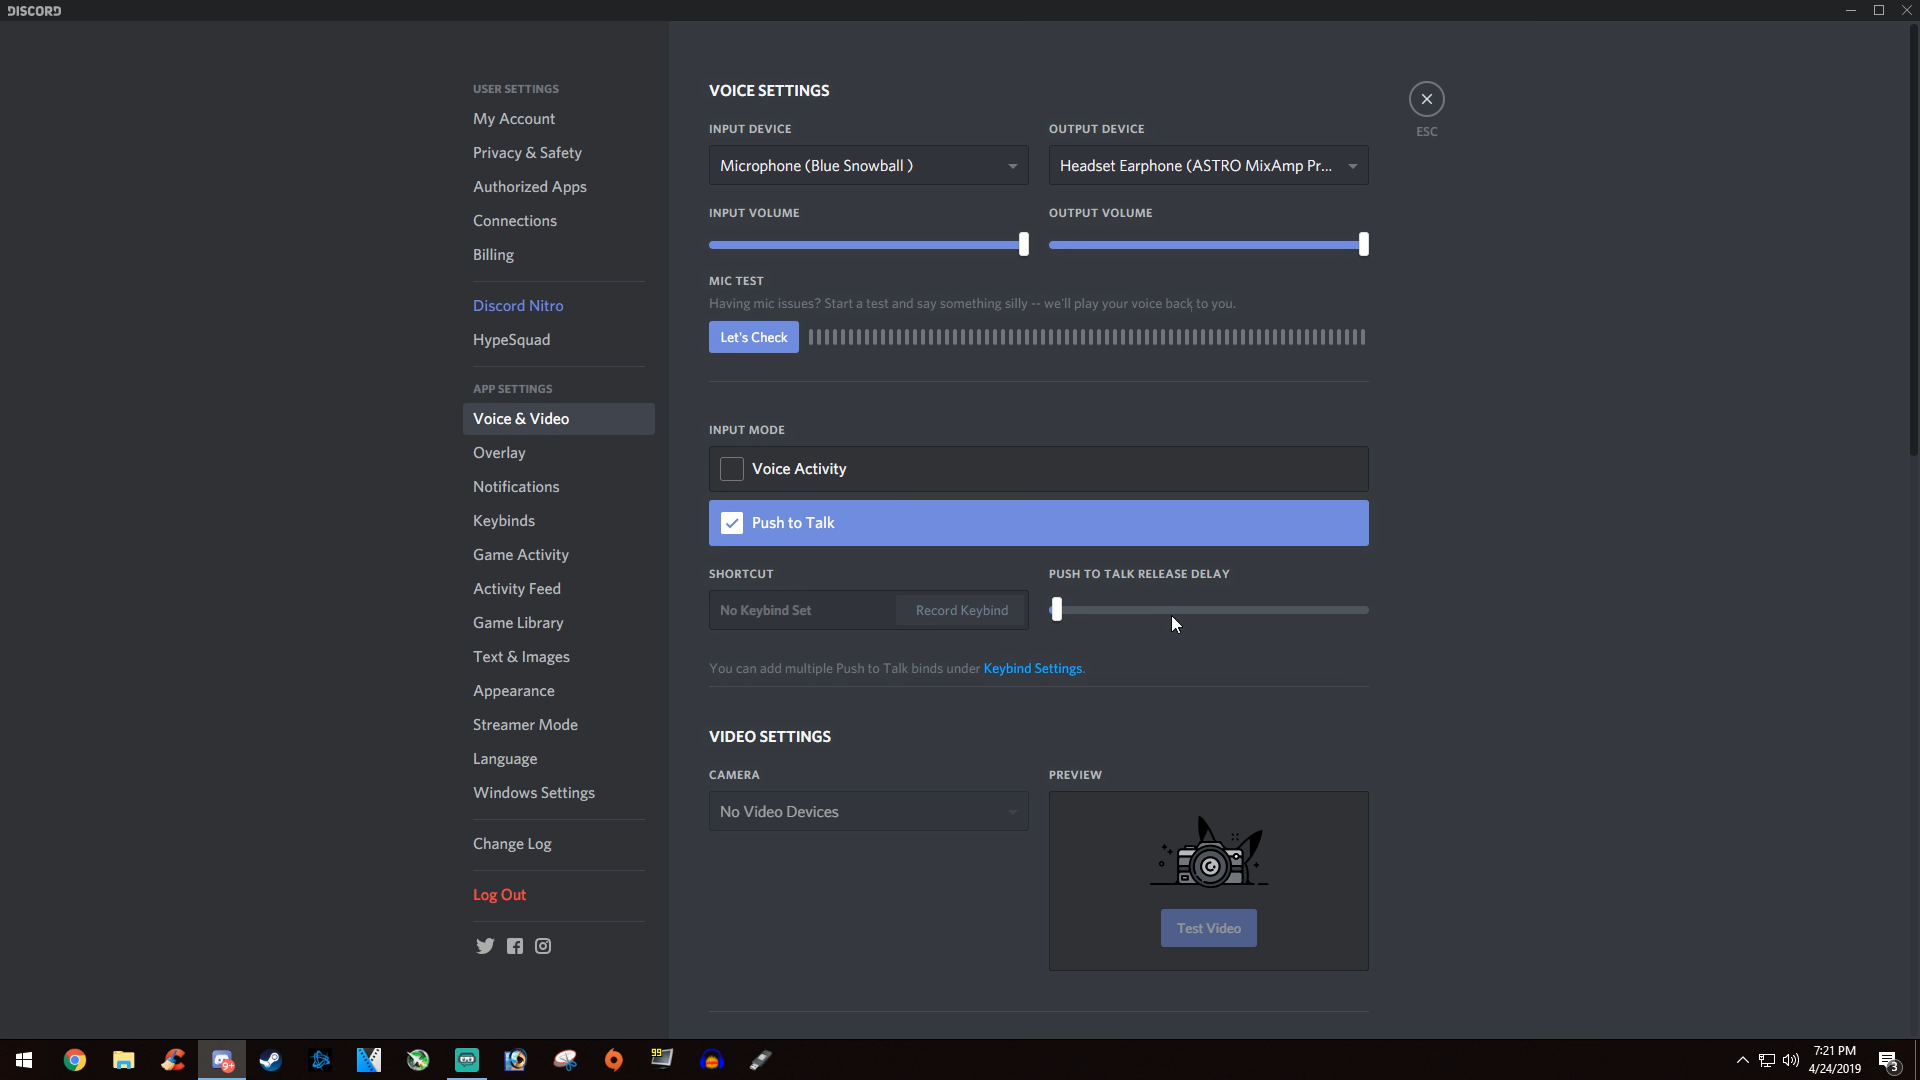 DISCORD
USER SETTINGS
My Account
Privacy & Safety
Authorized Apps
Connections
Billing
Discord Nitro
HypeSquad
APP SETTINGS
Voice & Video
Overlay
Notifications
Keybinds
Game Activity
Activity Feed
Game Library
Text & Images
Appearance
Streamer Mode
Language
Windows Settings
Change Log
Log Out
VOICE SETTINGS
INPUT DEVICE
Microphone (Blue Snowball )
OUTPUT DEVICE
Headset Earphone (ASTRO MixAmp Pr...
INPUT VOLUME
OUTPUT VOLUME
MIC TEST
Having mic issues? Start a test and say something silly -- we'll play your voice back to you.
Let's Check
INPUT MODE
Voice Activity
Push to Talk
SHORTCUT
No Keybind Set
Record Keybind
PUSH TO TALK RELEASE DELAY
You can add multiple Push to Talk binds under Keybind Settings.
VIDEO SETTINGS
CAMERA
No Video Devices
PREVIEW
Test Video
ESC
9+
99
7:21 PM
4/24/2019
3